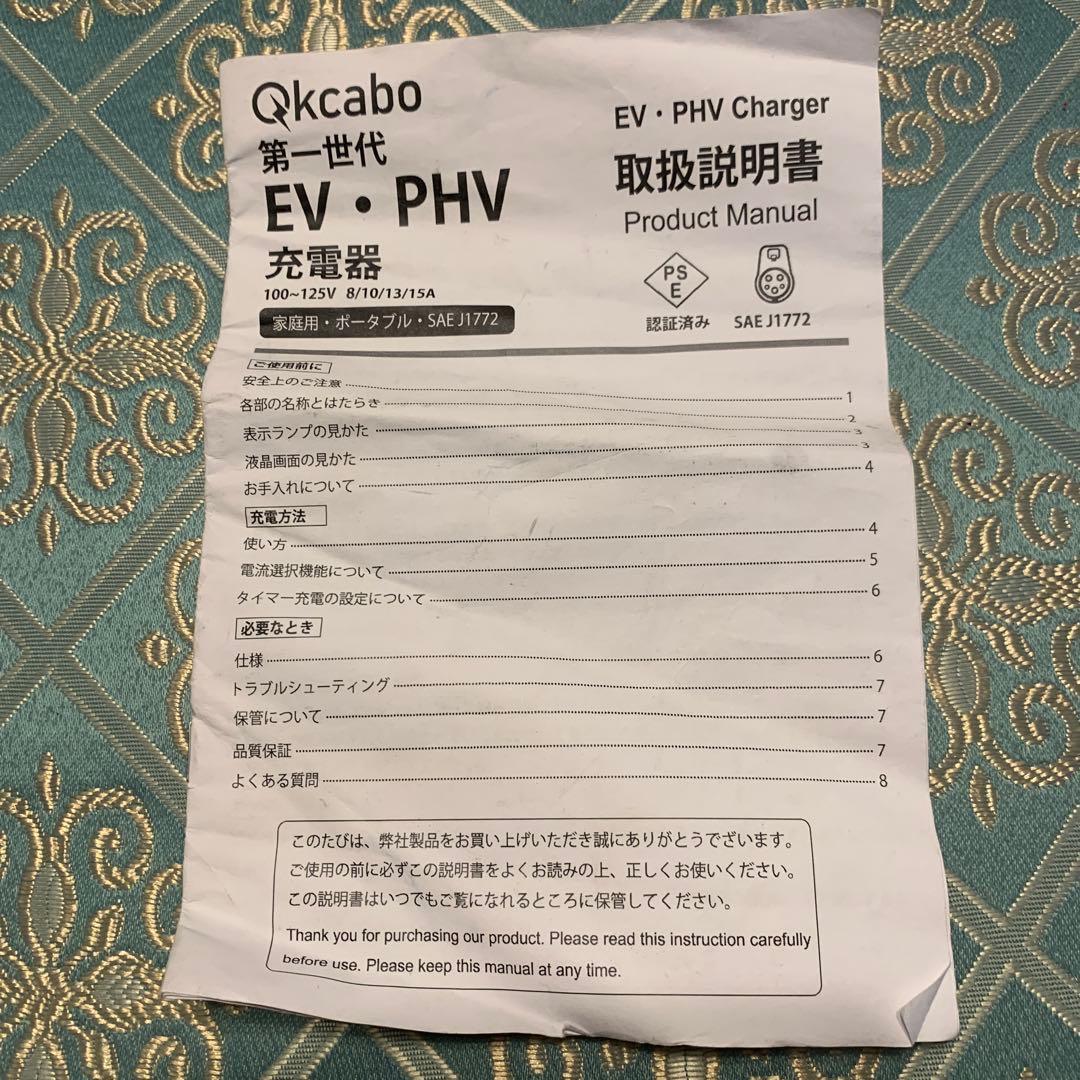 Qkcabo
第一世代
EV・PHV
充電器
100~125V 8/10/13/15A
家庭用・ポータブル・SAE J1772
EV・PHV Charger
取扱説明書
Product Manual
PS
E
認証済み
SAE J1772
ご使用前に
安全上のご注意 1
各部の名称とはたらき 2
表示ランプの見かた 3
液晶画面の見かた 3
お手入れについて 4
充電方法
使い方 4
電流選択機能について 5
タイマー充電の設定について 6
必要なとき
仕様 6
トラブルシューティング 7
保管について 7
品質保証 7
よくある質問 8
このたびは、弊社製品をお買い上げいただき誠にありがとうでざいます。
ご使用の前に必ずこの説明書をよくお読みの上、正しくお使いください。
この説明書はいつでもご覧になれるところに保管してください。
Thank you for purchasing our product. Please read this instruction carefully
before use. Please keep this manual at any time.